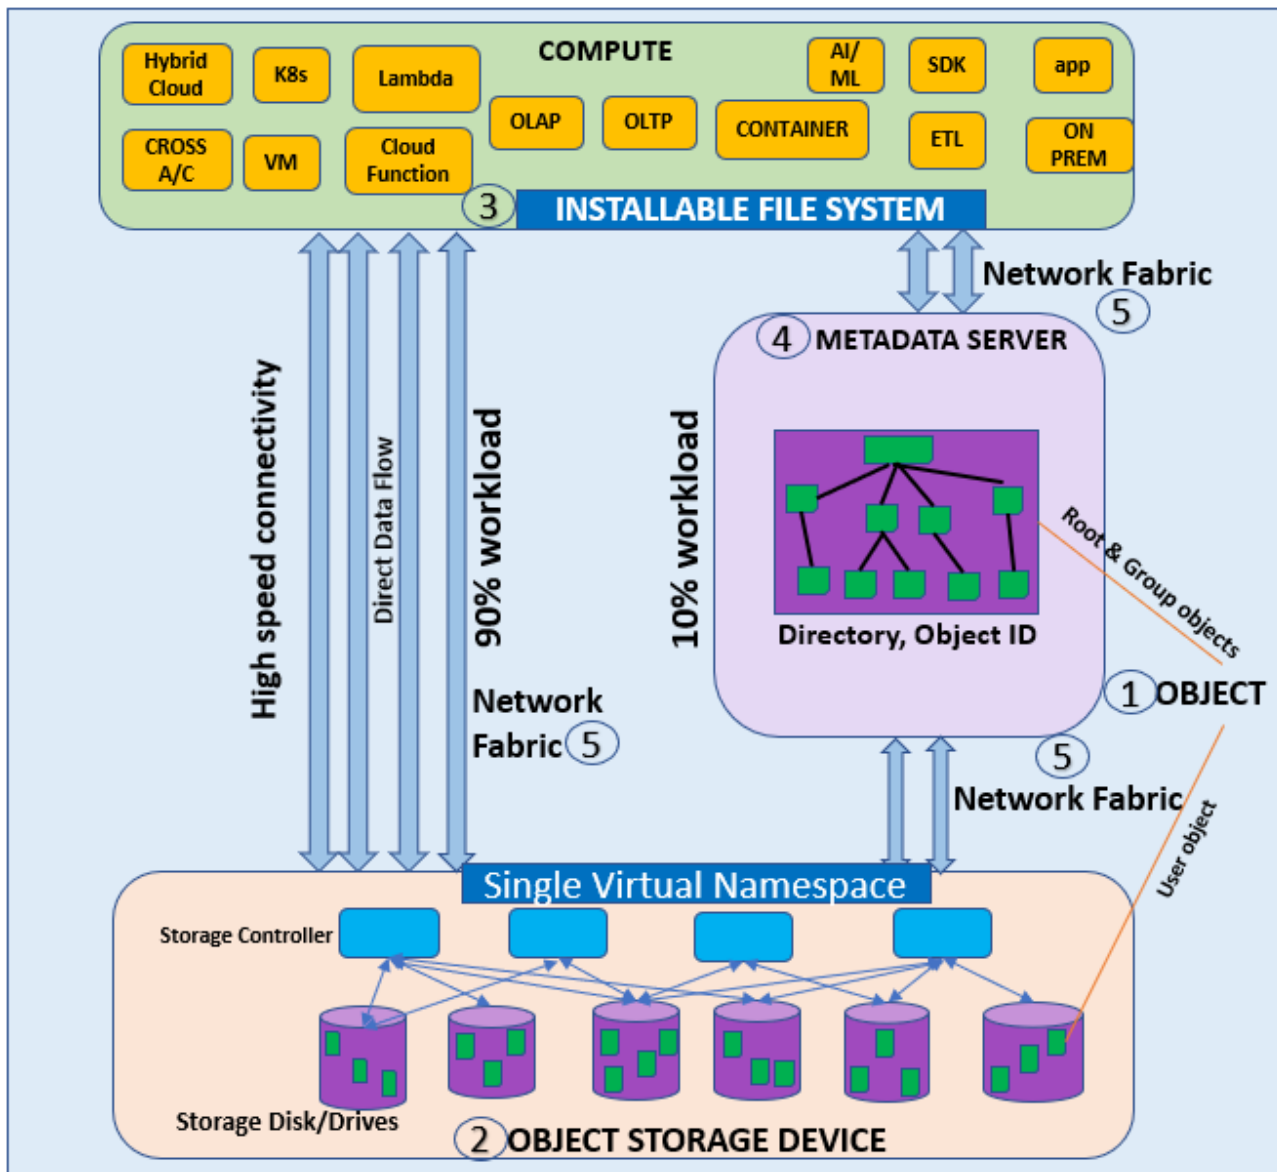 COMPUTE
Hybrid
Cloud
K8s
Lambda
AI/
ML
SDK
app
OLAP
OLTP
CONTAINER
CROSS
A/C
VM
Cloud
Function
ETL
ON
PREM
3
INSTALLABLE FILE SYSTEM
Network Fabric
5
4
METADATA SERVER
High speed connectivity
Direct Data Flow
90% workload
10% workload
Directory, Object ID
Root & Group objects
1
OBJECT
Network
Fabric
5
5
Network Fabric
User object
Single Virtual Namespace
Storage Controller
Storage Disk/Drives
2
OBJECT STORAGE DEVICE